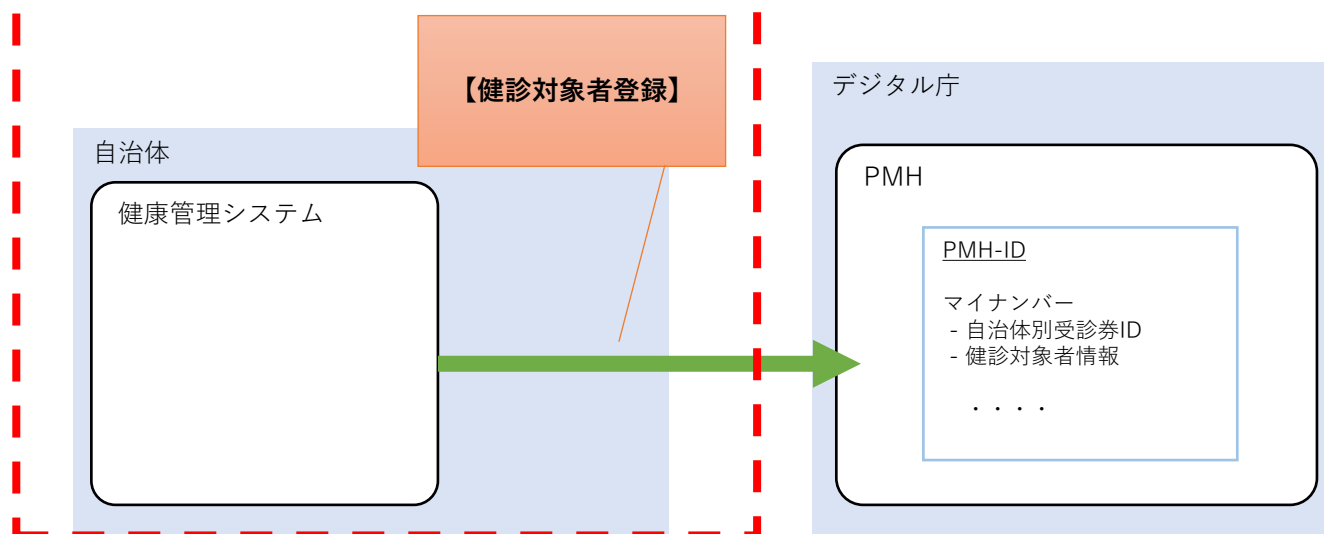 【健診対象者登録】
自治体
健康管理システム
デジタル庁
PMH
PMH-ID
マイナンバー
- 自治体別受診券ID
- 健診対象者情報
・・・・